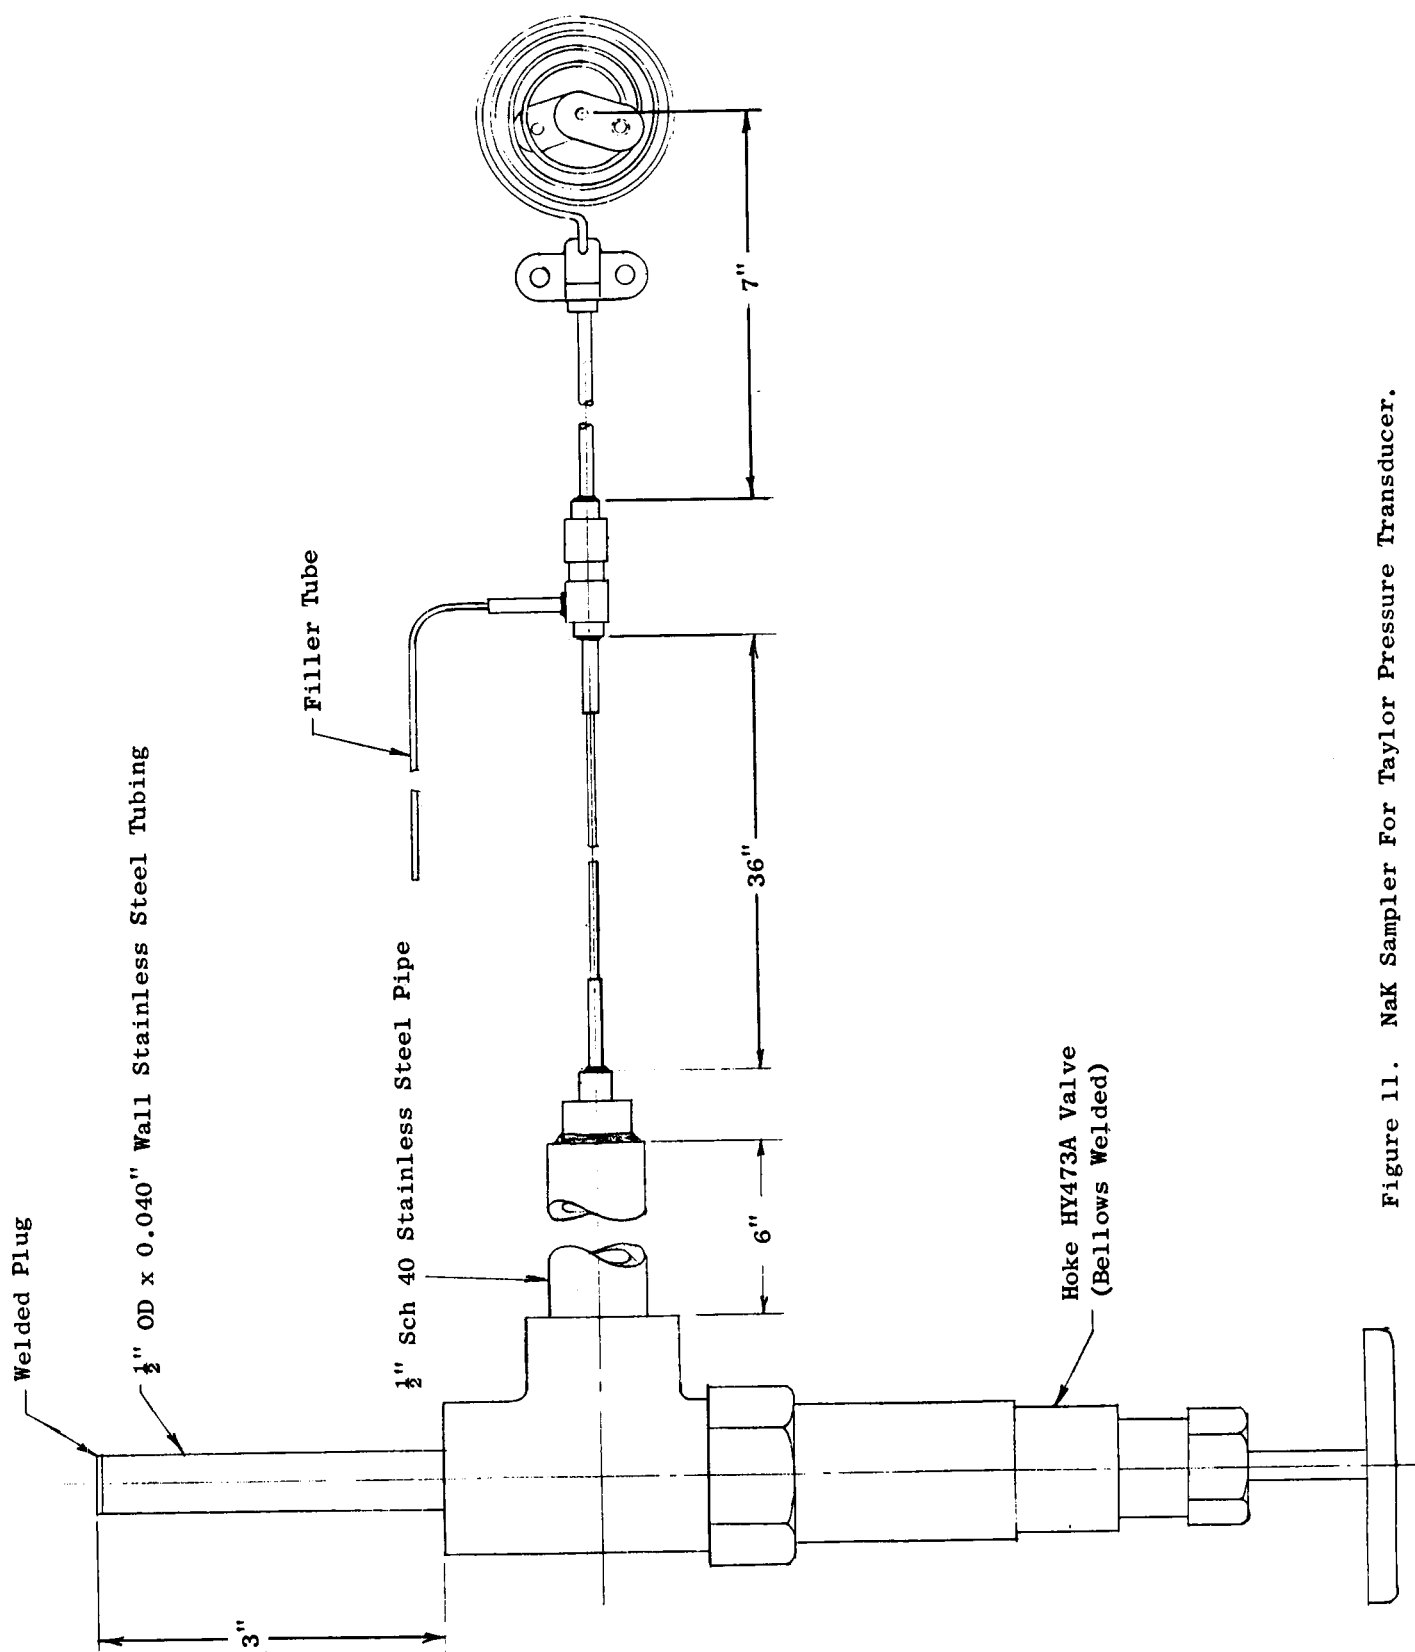 Welded Plug
½" OD x 0.040" Wall Stainless Steel Tubing
Filler Tube
½" Sch 40 Stainless Steel Pipe
Hoke HY473A Valve
(Bellows Welded)
3"
6"
36"
7"
Figure 11. NaK Sampler For Taylor Pressure Transducer.